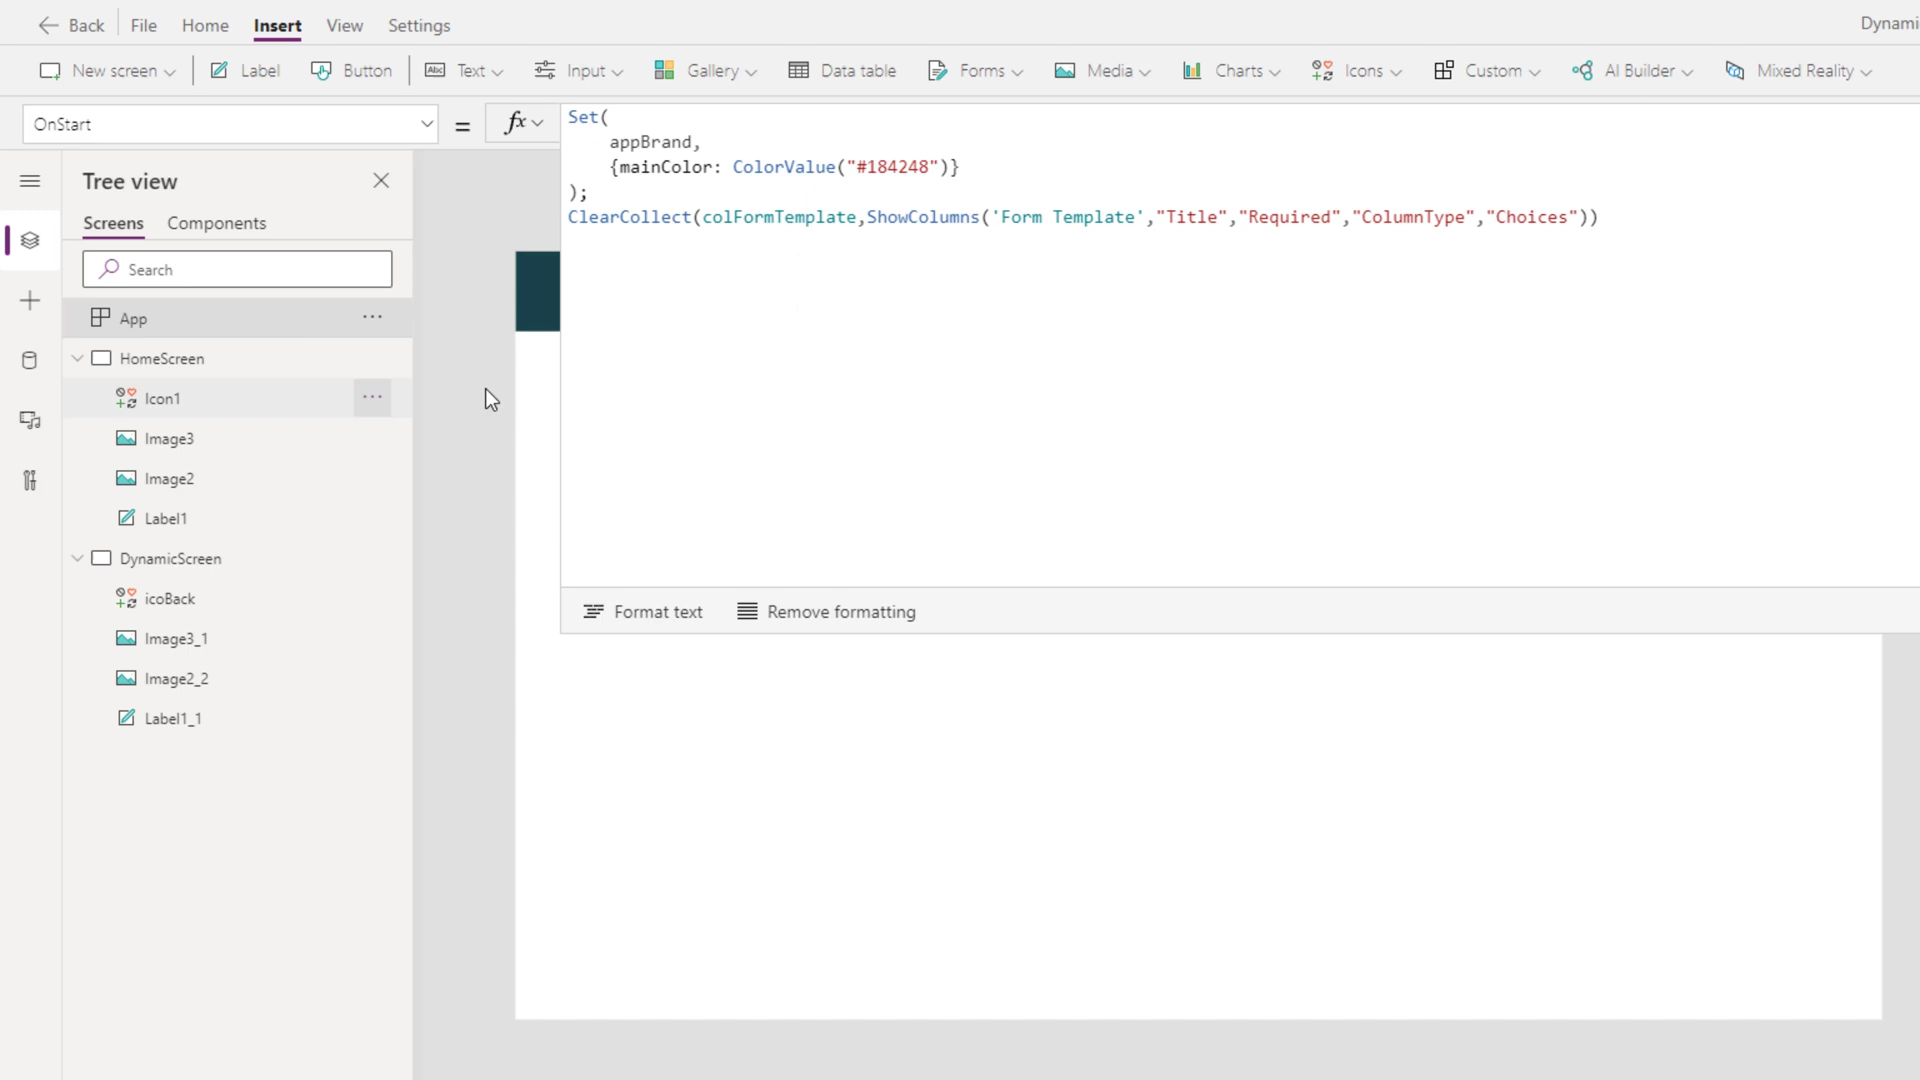 Back File Home Insert View Settings Dynami
New screen Label Button Text Input Gallery Data table Forms Media Charts Icons Custom AI Builder Mixed Reality
OnStart = fx
Set(
appBrand,
{mainColor: ColorValue("#184248")}
);
ClearCollect(colFormTemplate,ShowColumns('Form Template',"Title","Required","ColumnType","Choices"))
Tree view
Screens Components
Search
App
HomeScreen
Icon1
Image3
Image2
Label1
DynamicScreen
icoBack
Image3_1
Image2_2
Label1_1
Format text Remove formatting